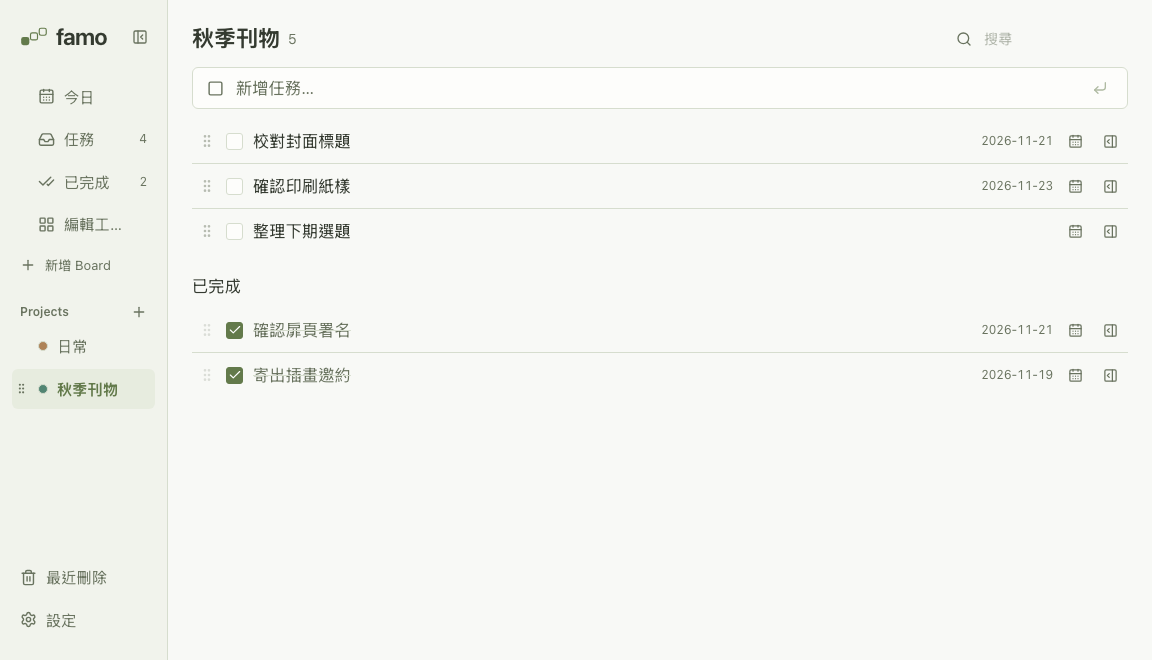 famo
今日
任務 4
已完成 2
編輯工...
新增 Board
Projects
日常
秋季刊物
最近刪除
設定
秋季刊物 5
搜尋
新增任務...
校對封面標題 2026-11-21
確認印刷紙樣 2026-11-23
整理下期選題
已完成
確認扉頁署名 2026-11-21
寄出插畫邀約 2026-11-19